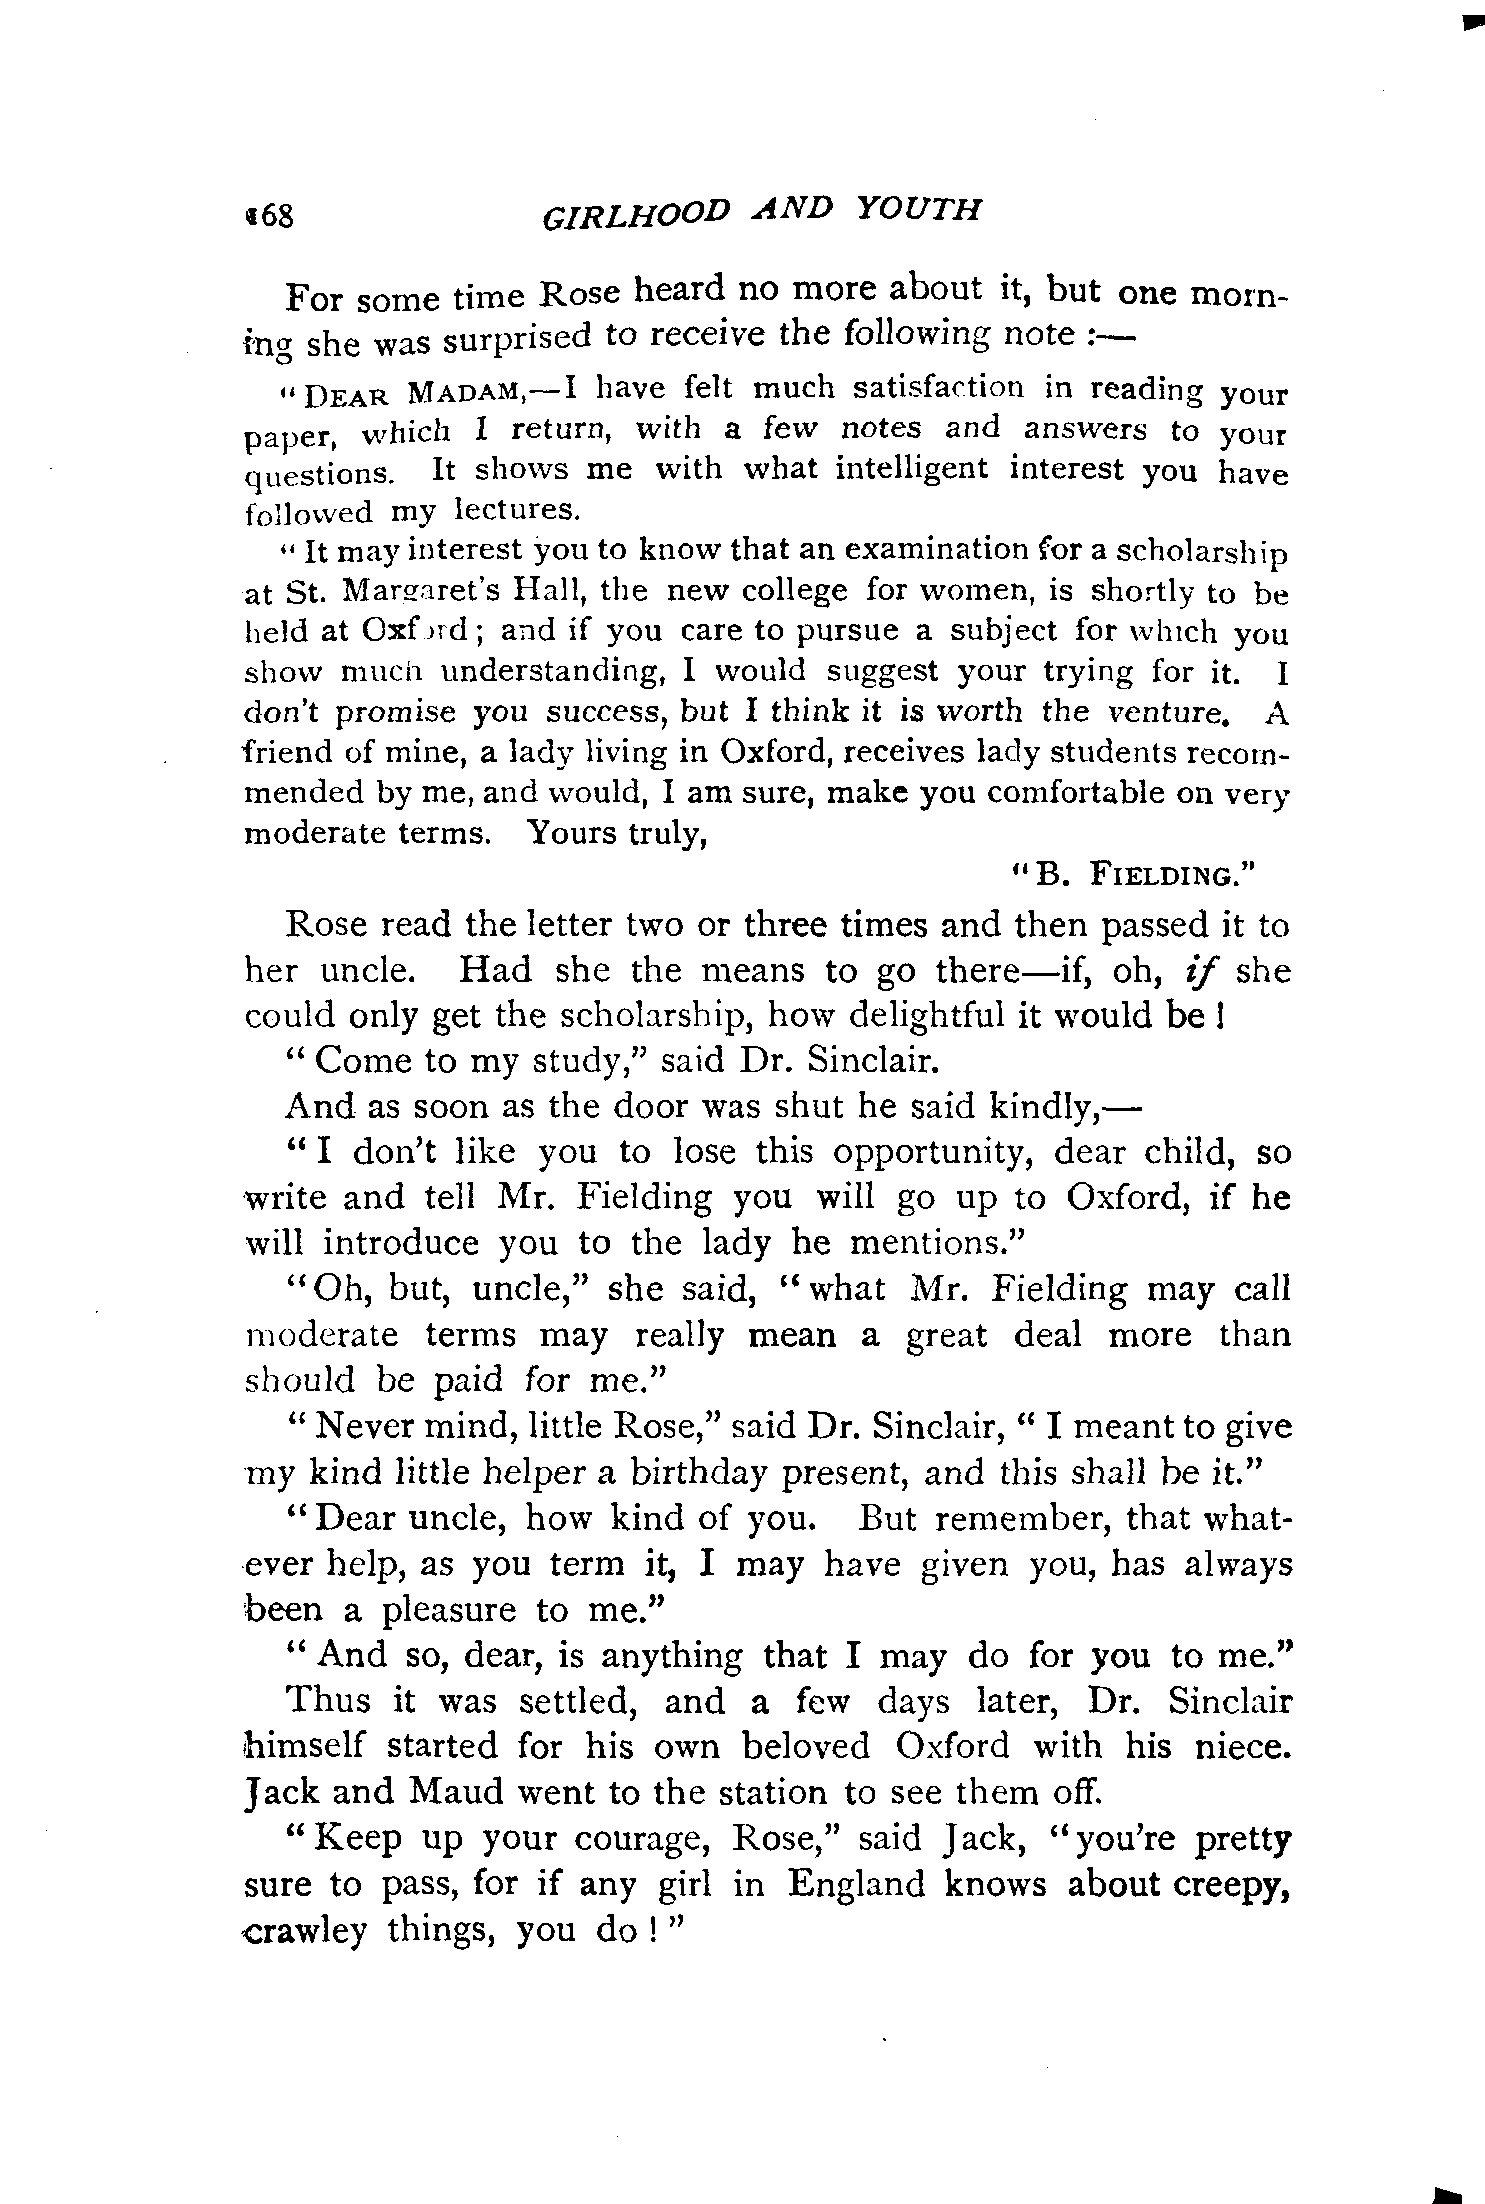 168 GIRLHOOD AND YOUTH
For some time Rose heard no more about it, but one morn-
ing she was surprised to receive the following note :—
“ DEAR MADAM,—I have felt much satisfaction in reading your
paper, which I return, with a few notes and answers to your
questions. It shows me with what intelligent interest you have
followed my lectures.
“ It may interest you to know that an examination for a scholarship
at St. Margaret's Hall, the new college for women, is shortly to be
held at Oxford ; and if you care to pursue a subject for which you
show much understanding, I would suggest your trying for it. I
don't promise you success, but I think it is worth the venture. A
friend of mine, a lady living in Oxford, receives lady students recom-
mended by me, and would, I am sure, make you comfortable on very
moderate terms. Yours truly,
“ B. FIELDING.”
Rose read the letter two or three times and then passed it to
her uncle. Had she the means to go there—if, oh, if she
could only get the scholarship, how delightful it would be !
“ Come to my study,” said Dr. Sinclair.
And as soon as the door was shut he said kindly,—
“ I don't like you to lose this opportunity, dear child, so
write and tell Mr. Fielding you will go up to Oxford, if he
will introduce you to the lady he mentions.”
“Oh, but, uncle,” she said, “ what Mr. Fielding may call
moderate terms may really mean a great deal more than
should be paid for me.”
“ Never mind, little Rose,” said Dr. Sinclair, “ I meant to give
my kind little helper a birthday present, and this shall be it.”
“ Dear uncle, how kind of you. But remember, that what-
ever help, as you term it, I may have given you, has always
been a pleasure to me.”
“ And so, dear, is anything that I may do for you to me.”
Thus it was settled, and a few days later, Dr. Sinclair
himself started for his own beloved Oxford with his niece.
Jack and Maud went to the station to see them off.
“ Keep up your courage, Rose,” said Jack, “you're pretty
sure to pass, for if any girl in England knows about creepy,
crawley things, you do ! ”